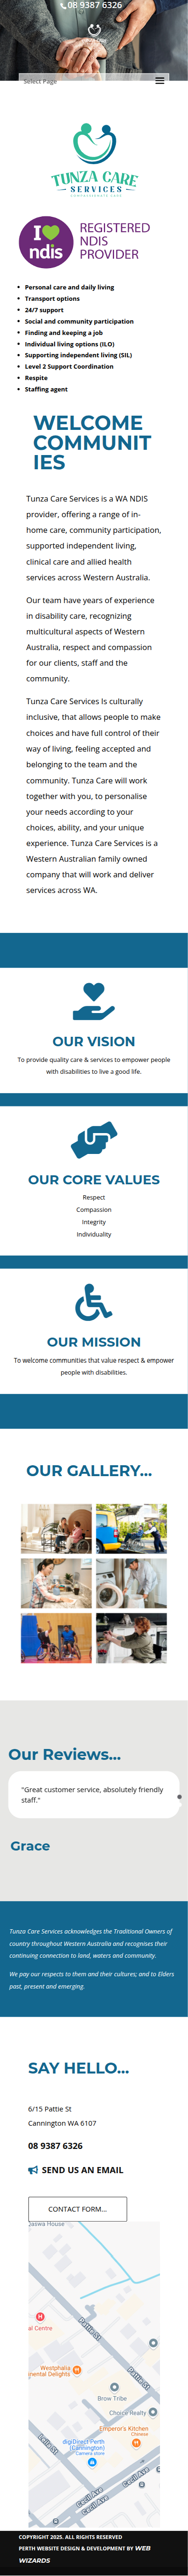 08 9387 6326
Select Page
TUNZA CARE
SERVICES
I
ndis
REGISTERED
NDIS
PROVIDER
Personal care and daily living
Transport options
24/7 support
Social and community participation
Finding and keeping a job
Individual living options (ILO)
Supporting independent living (SIL)
Level 2 Support Coordination
Respite
Staffing agent
WELCOME
COMMUNIT
IES
Tunza Care Services is a WA NDIS
provider, offering a range of in-
home care, community participation,
supported independent living,
clinical care and allied health
services across Western Australia.
Our team have years of experience
in disability care, recognizing
multicultural aspects of Western
Australia, respect and compassion
for our clients, staff and the
community.
Tunza Care Services Is culturally
inclusive, that allows people to make
choices and have full control of their
way of living, feeling accepted and
belonging to the team and the
community. Tunza Care will work
together with you, to personalise
your needs according to your
choices, ability, and your unique
experience. Tunza Care Services is a
Western Australian family owned
company that will work and deliver
services across WA.
OUR VISION
To provide quality care & services to empower people
with disabilities to live a good life.
OUR CORE VALUES
Respect
Compassion
Integrity
Individuality
OUR MISSION
To welcome communities that value respect & empower
people with disabilities.
OUR GALLERY...
Our Reviews...
"Great customer service, absolutely friendly
staff."
Grace
Tunza Care Services acknowledges the Traditional Owners of
country throughout Western Australia and recognises their
continuing connection to land, waters and community.
We pay our respects to them and their cultures; and to Elders
past, present and emerging.
SAY HELLO...
6/15 Pattie St
Cannington WA 6107
08 9387 6326
SEND US AN EMAIL
CONTACT FORM...
aswa House
Pattie St
al Centre
Westphalia
nental Delights
Pattie St
Brow Tribe
Choice Realty
Emperor's Kitchen
Chinese
digiDirect Perth
(Cannington)
Camera store
Leila St
Cecil Ave
Cecil Ave
Cecil Ave
COPYRIGHT 2025. ALL RIGHTS RESERVED
PERTH WEBSITE DESIGN & DEVELOPMENT BY WEB
WIZARDS